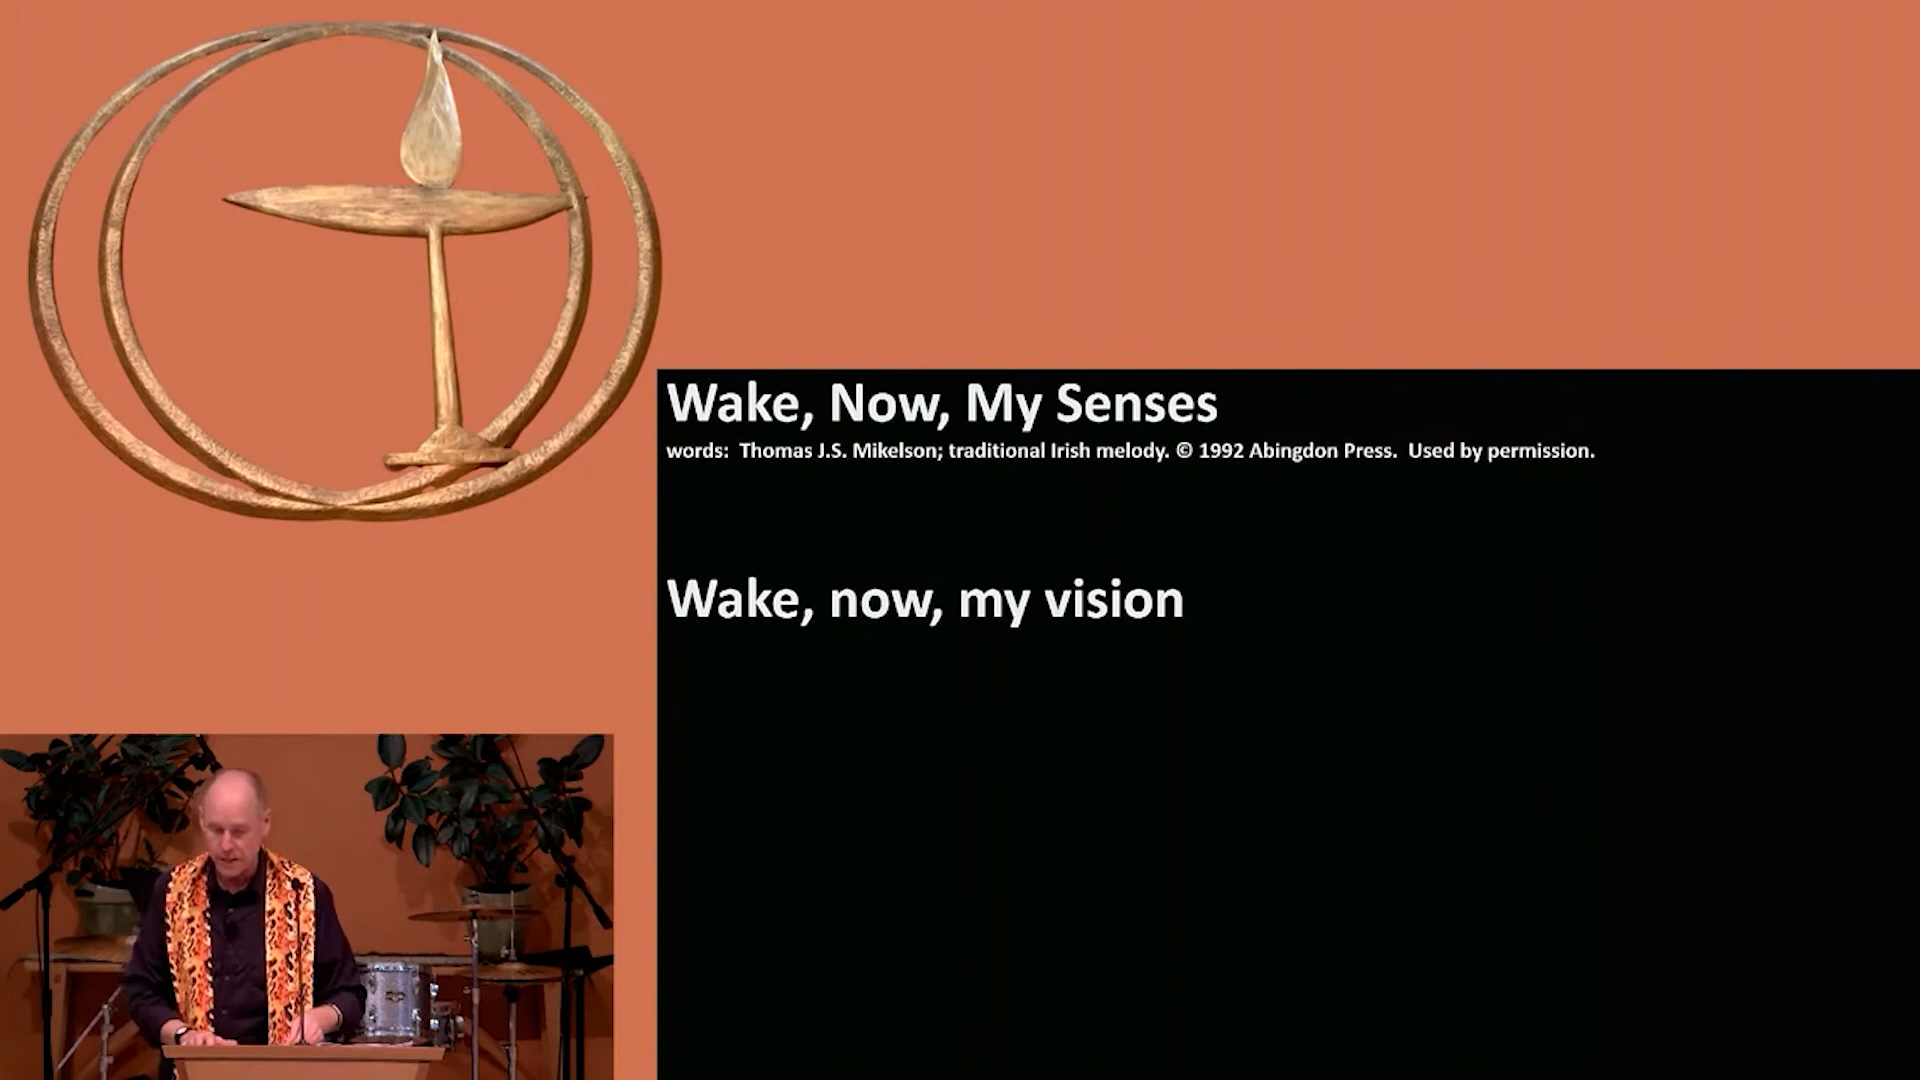 Wake, Now, My Senses
words:  Thomas J.S. Mikelson; traditional Irish melody. © 1992 Abingdon Press.  Used by permission.
Wake, now, my vision